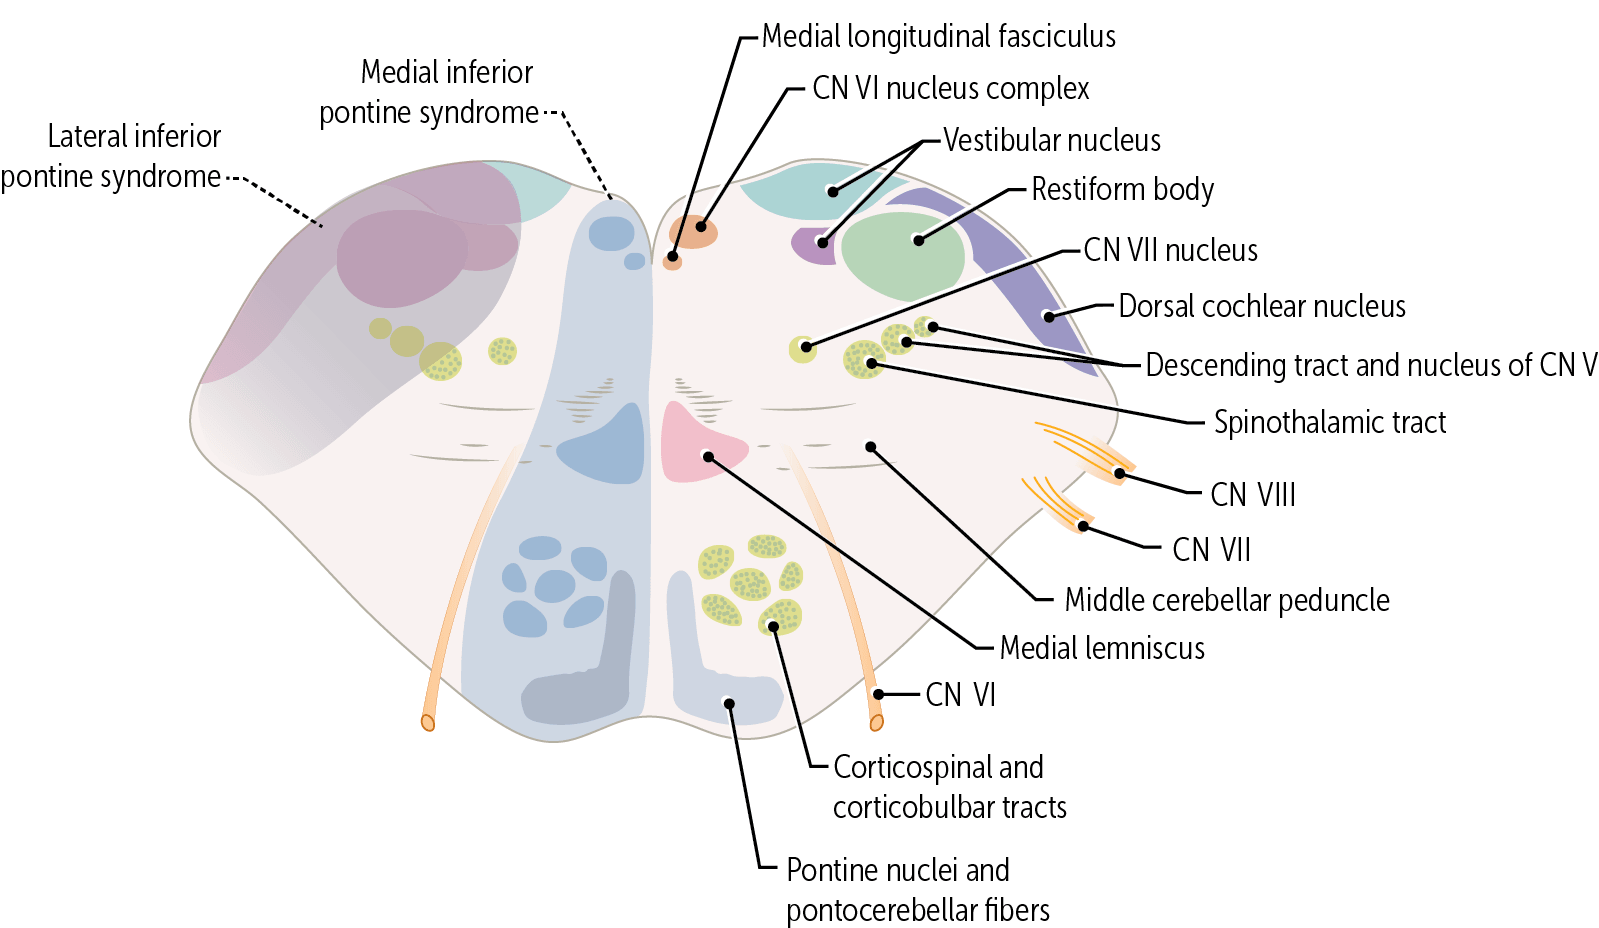 Medial longitudinal fasciculus
Medial inferior
pontine syndrome
CN VI nucleus complex
Lateral inferior
pontine syndrome
Vestibular nucleus
Restiform body
CN VII nucleus
Dorsal cochlear nucleus
Descending tract and nucleus of CN V
Spinothalamic tract
CN VIII
CN VII
Middle cerebellar peduncle
Medial lemniscus
CN VI
Corticospinal and
corticobulbar tracts
Pontine nuclei and
pontocerebellar fibers